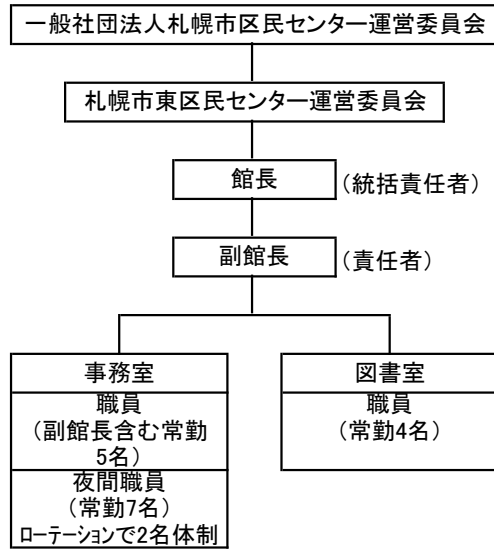 一般社団法人札幌市区民センター運営委員会
札幌市東区民センター運営委員会
館長 (統括責任者)
副館長 (責任者)
事務室
職員
(副館長含む常勤
5名)
夜間職員
(常勤7名)
ローテーションで2名体制
図書室
職員
(常勤4名)